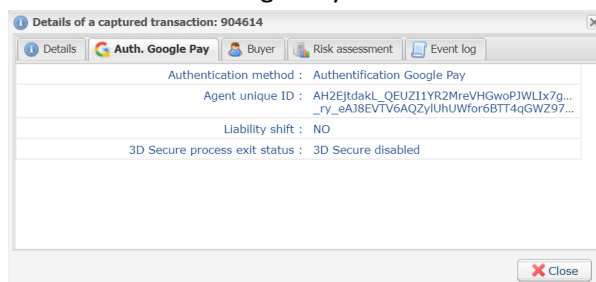 Details of a captured transaction: 904614
Details
Auth. Google Pay
Buyer
Risk assessment
Event log
Authentication method : Authentification Google Pay
Agent unique ID : AH2EjtdakL_QEUZI1YR2MreVHGwoPJWLIx7g...
_ry_eAJ8EVTV6AQZylUhUWfor6BTT4qGWZ97...
Liability shift : NO
3D Secure process exit status : 3D Secure disabled
Close